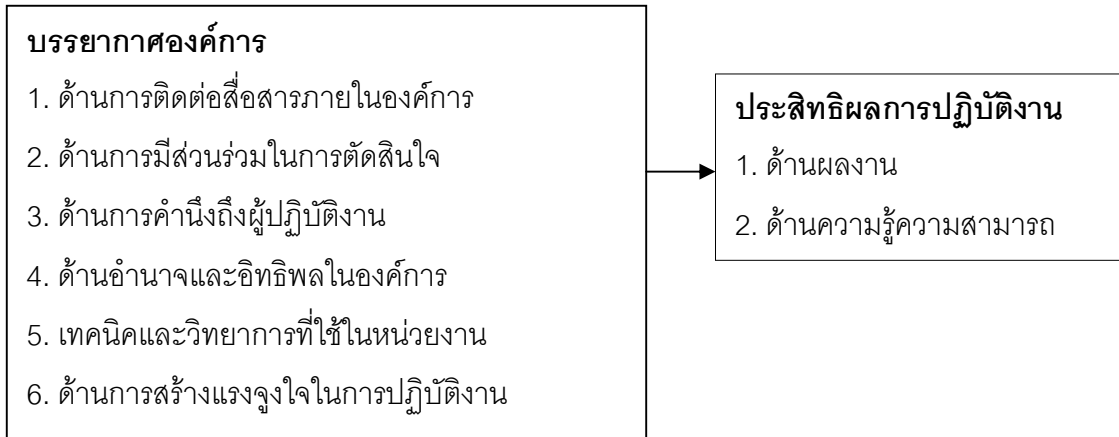 บรรยากาศองค์การ
1. ด้านการติดต่อสื่อสารภายในองค์การ
2. ด้านการมีส่วนร่วมในการตัดสินใจ
3. ด้านการคำนึงถึงผู้ปฏิบัติงาน
4. ด้านอำนาจและอิทธิพลในองค์การ
5. เทคนิคและวิทยาการที่ใช้ในหน่วยงาน
6. ด้านการสร้างแรงจูงใจในการปฏิบัติงาน
ประสิทธิผลการปฏิบัติงาน
1. ด้านผลงาน
2. ด้านความรู้ความสามารถ